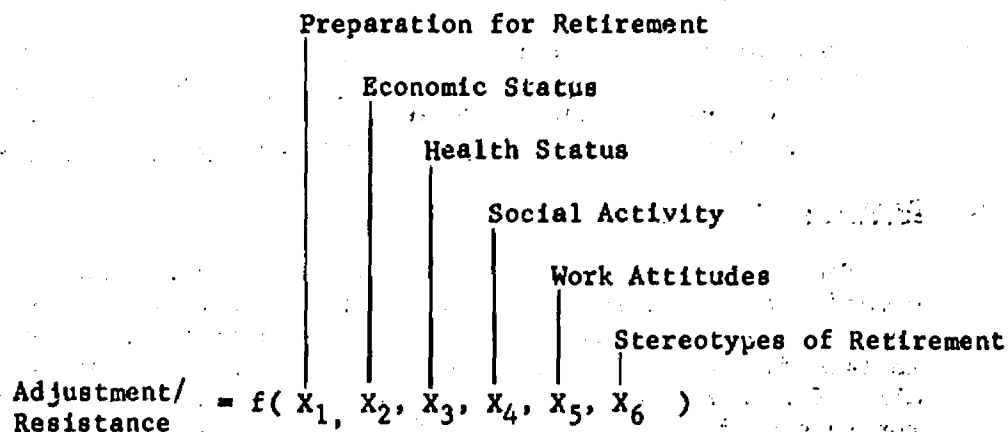 Preparation for Retirement
Economic Status
Health Status
Social Activity
Work Attitudes
Stereotypes of Retirement
Adjustment/
Resistance = f( X₁, X₂, X₃, X₄, X₅, X₆ )